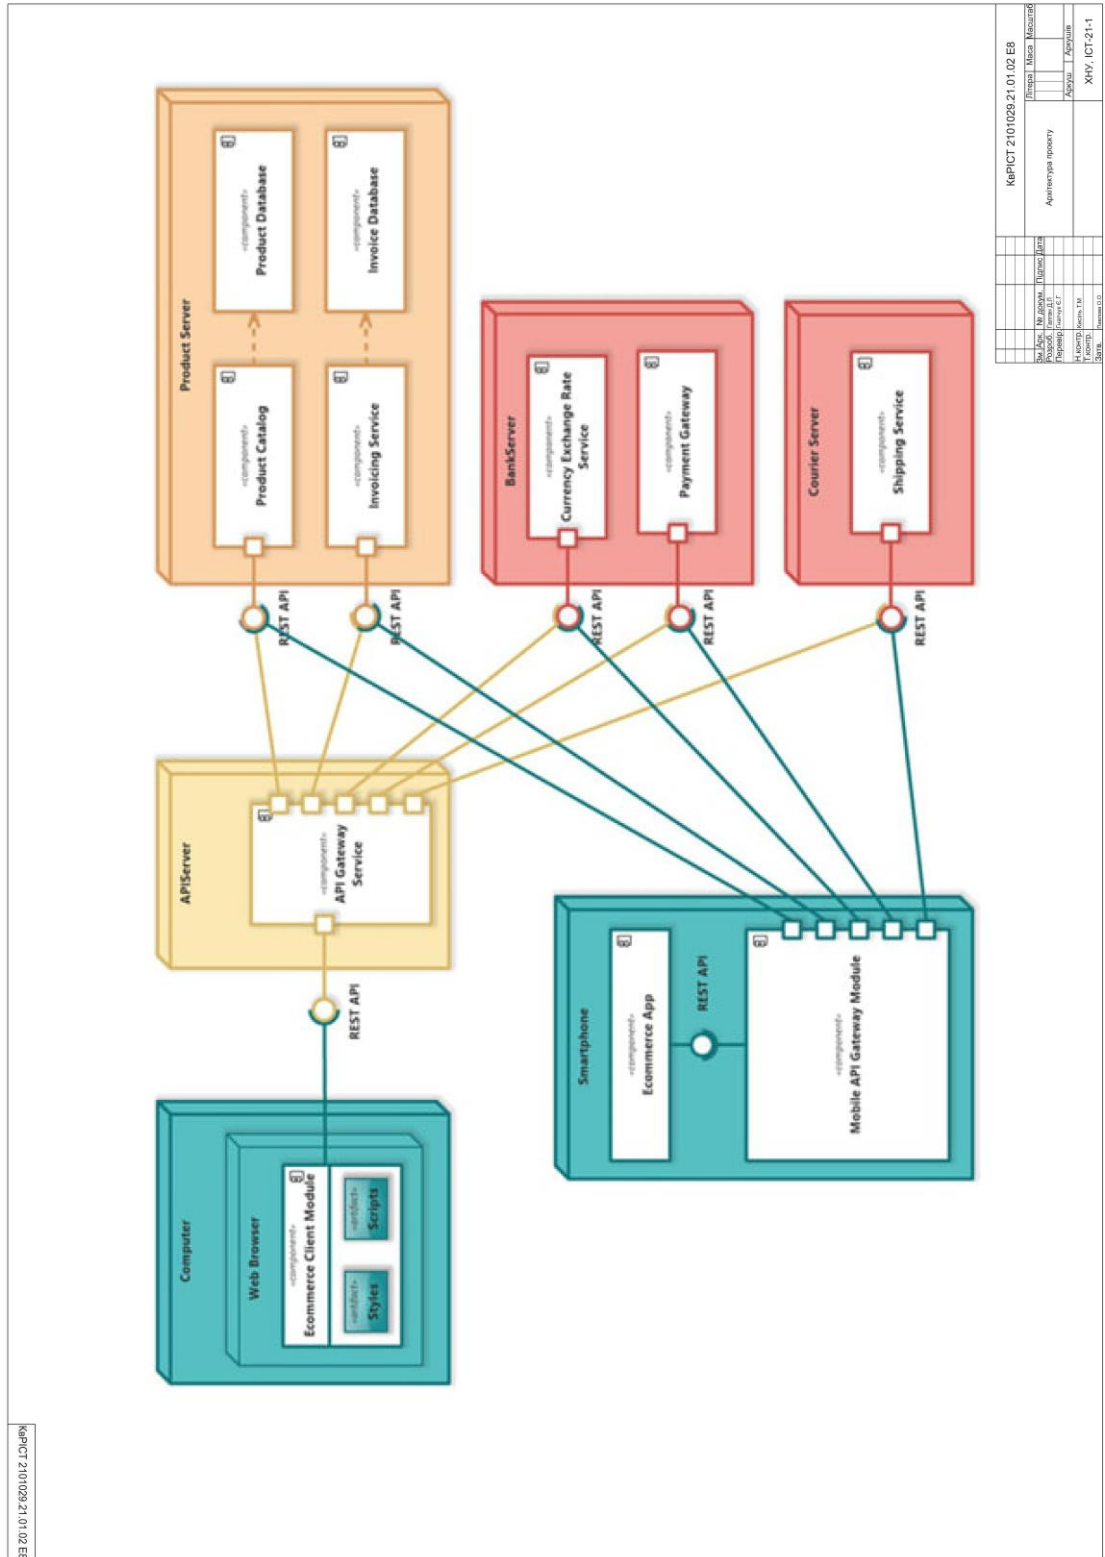 Computer
Web Browser
«component»
Ecommerce Client Module
«artifact»
Styles
«artifact»
Scripts
REST API
APIServer
«component»
API Gateway
Service
Product Server
«component»
Product Catalog
«component»
Product Database
«component»
Invoicing Service
«component»
Invoice Database
REST API
REST API
BankServer
«component»
Currency Exchange Rate
Service
«component»
Payment Gateway
REST API
REST API
Courier Server
«component»
Shipping Service
REST API
Smartphone
«component»
Ecommerce App
REST API
«component»
Mobile API Gateway Module
КвРІСТ 2101029.21.01.02 Е8
Зм. Арк. № докум. Підпис Дата
Розроб.
Перевір.
Н.контр. Кисіль Т.М.
Т.контр.
Затв.
Архітектура проєкту
Літера Маса Масштаб
Аркуш Аркушів
ХНУ, ІСТ-21-1
КвРІСТ 2101029.21.01.02 Е8